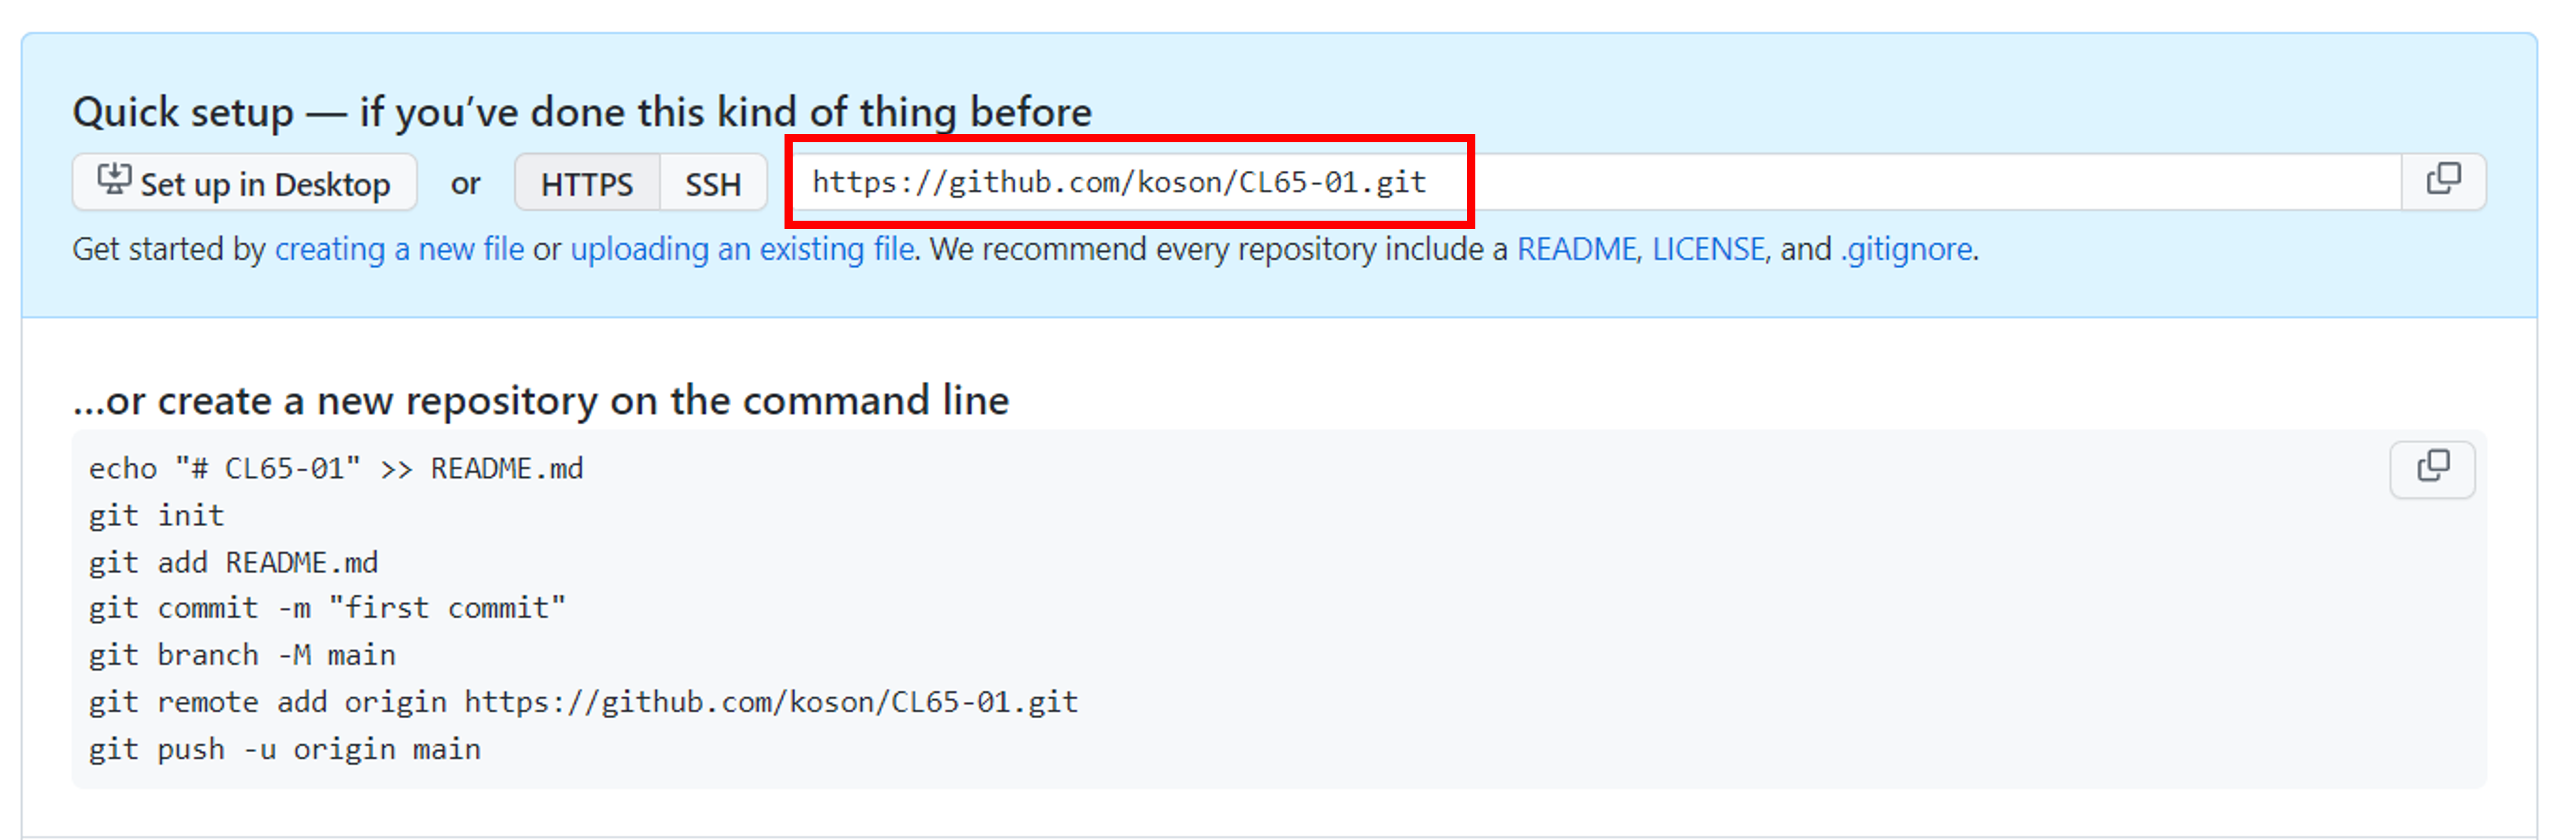 Quick setup — if you’ve done this kind of thing before
Set up in Desktop or HTTPS SSH https://github.com/koson/CL65-01.git
Get started by creating a new file or uploading an existing file. We recommend every repository include a README, LICENSE, and .gitignore.
…or create a new repository on the command line
echo "# CL65-01" >> README.md
git init
git add README.md
git commit -m "first commit"
git branch -M main
git remote add origin https://github.com/koson/CL65-01.git
git push -u origin main